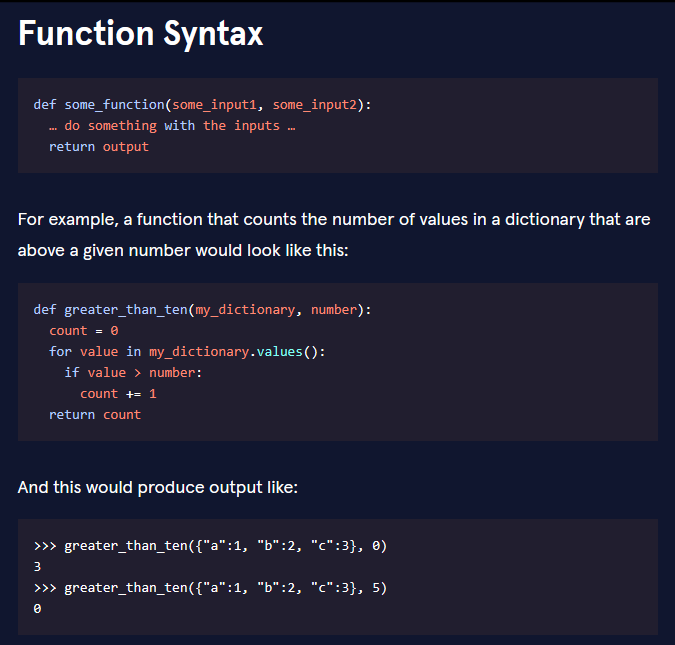 Function Syntax
def some_function(some_input1, some_input2):
  … do something with the inputs …
  return output
For example, a function that counts the number of values in a dictionary that are
above a given number would look like this:
def greater_than_ten(my_dictionary, number):
  count = 0
  for value in my_dictionary.values():
    if value > number:
      count += 1
  return count
And this would produce output like:
>>> greater_than_ten({"a":1, "b":2, "c":3}, 0)
3
>>> greater_than_ten({"a":1, "b":2, "c":3}, 5)
0